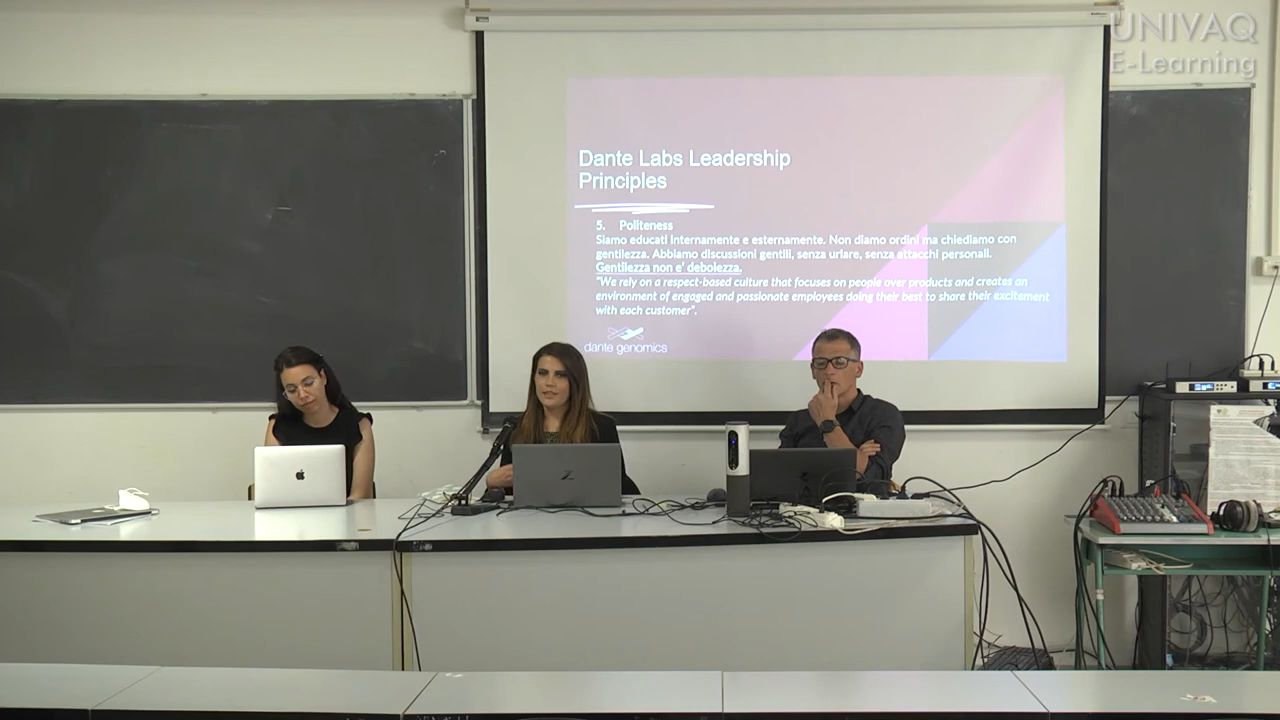 UNIVAQ
E-Learning
Dante Labs Leadership
Principles
5. Politeness
Siamo educati internamente e esternamente. Non diamo ordini ma chiediamo con
gentilezza. Abbiamo discussioni gentili, senza urlare, senza attacchi personali.
Gentilezza non e' debolezza.
"We rely on a respect-based culture that focuses on people over products and creates an
environment of engaged and passionate employees doing their best to share their excitement
with each customer".
dante genomics